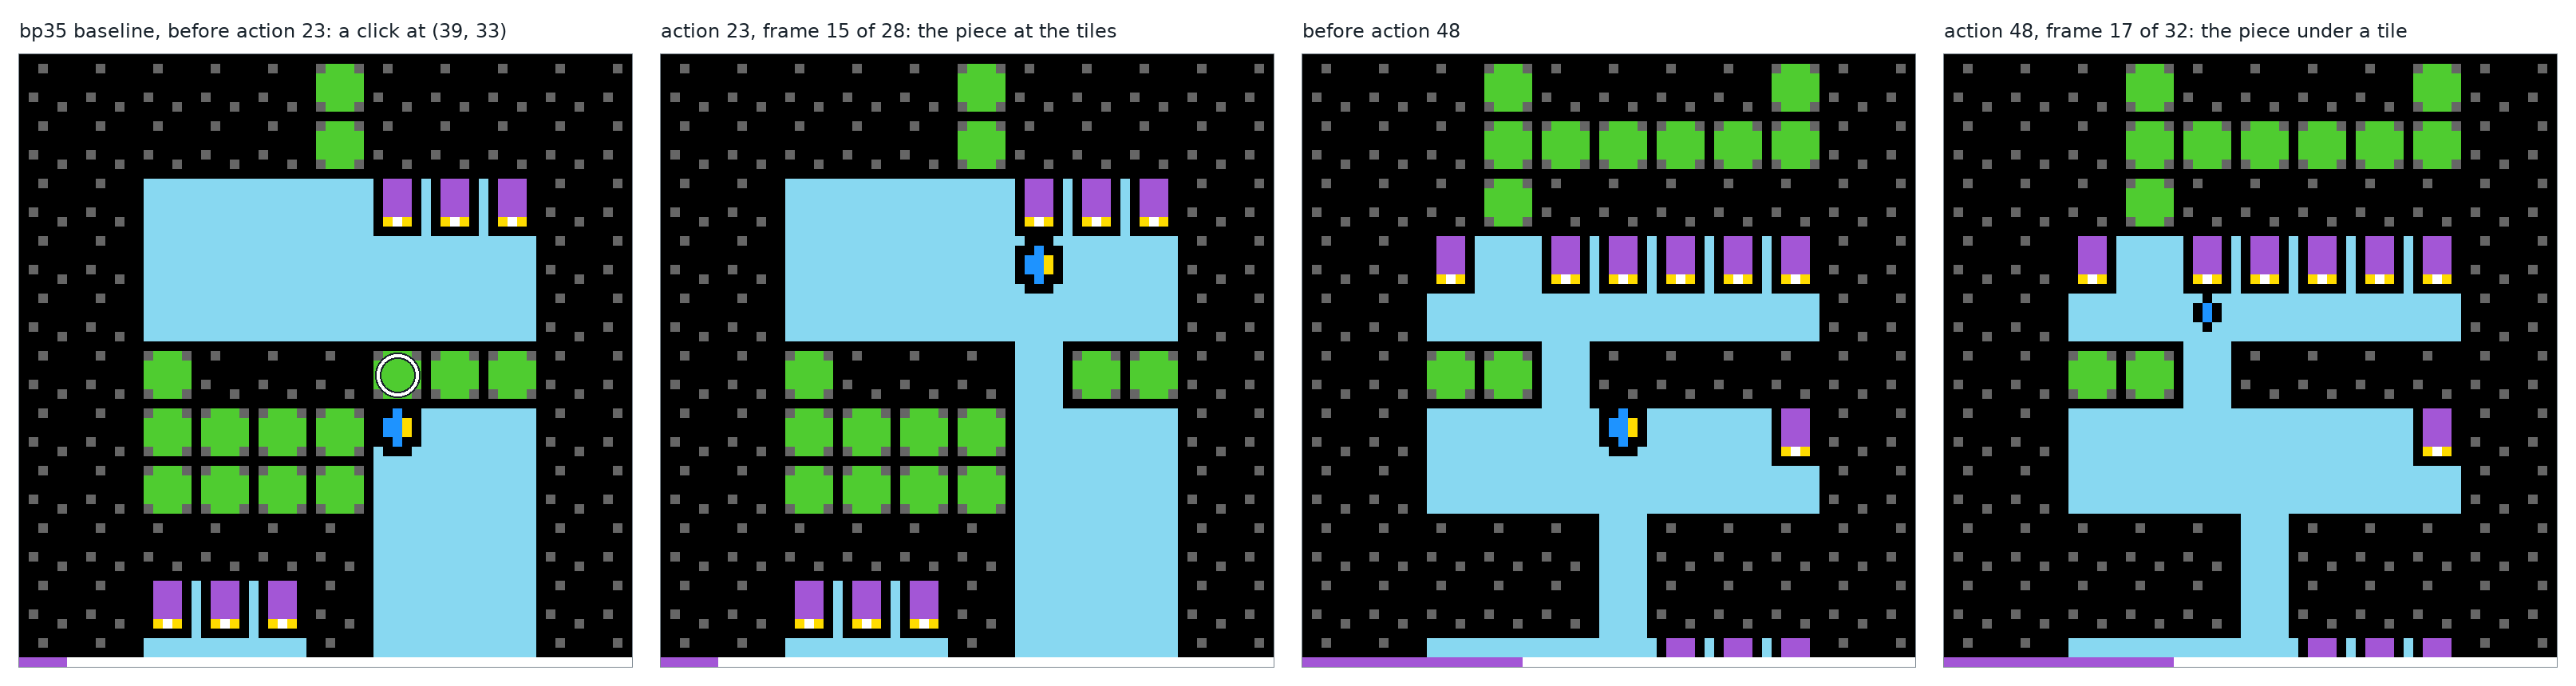 bp35 baseline, before action 23: a click at (39, 33)
action 23, frame 15 of 28: the piece at the tiles
before action 48
action 48, frame 17 of 32: the piece under a tile